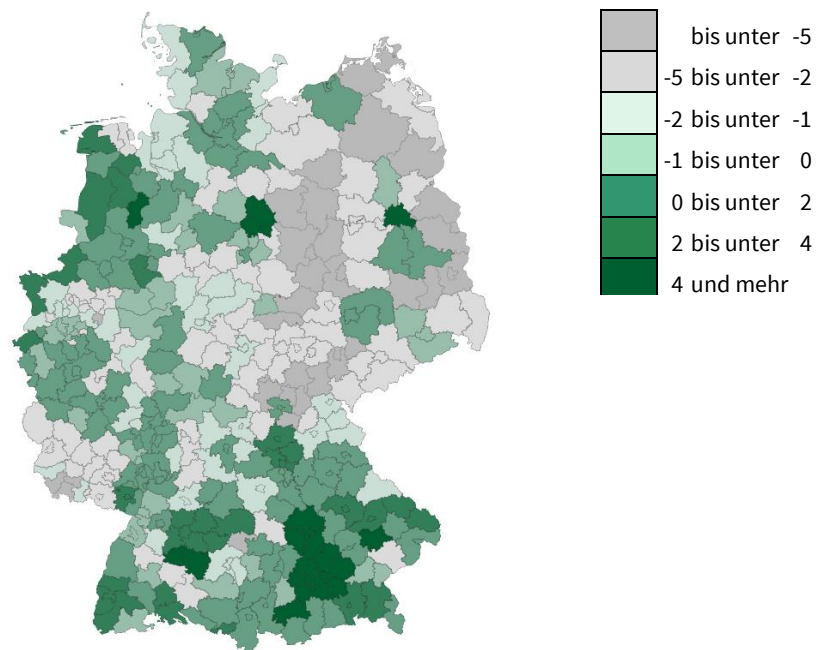 bis unter -5
-5 bis unter -2
-2 bis unter -1
-1 bis unter 0
0 bis unter 2
2 bis unter 4
4 und mehr